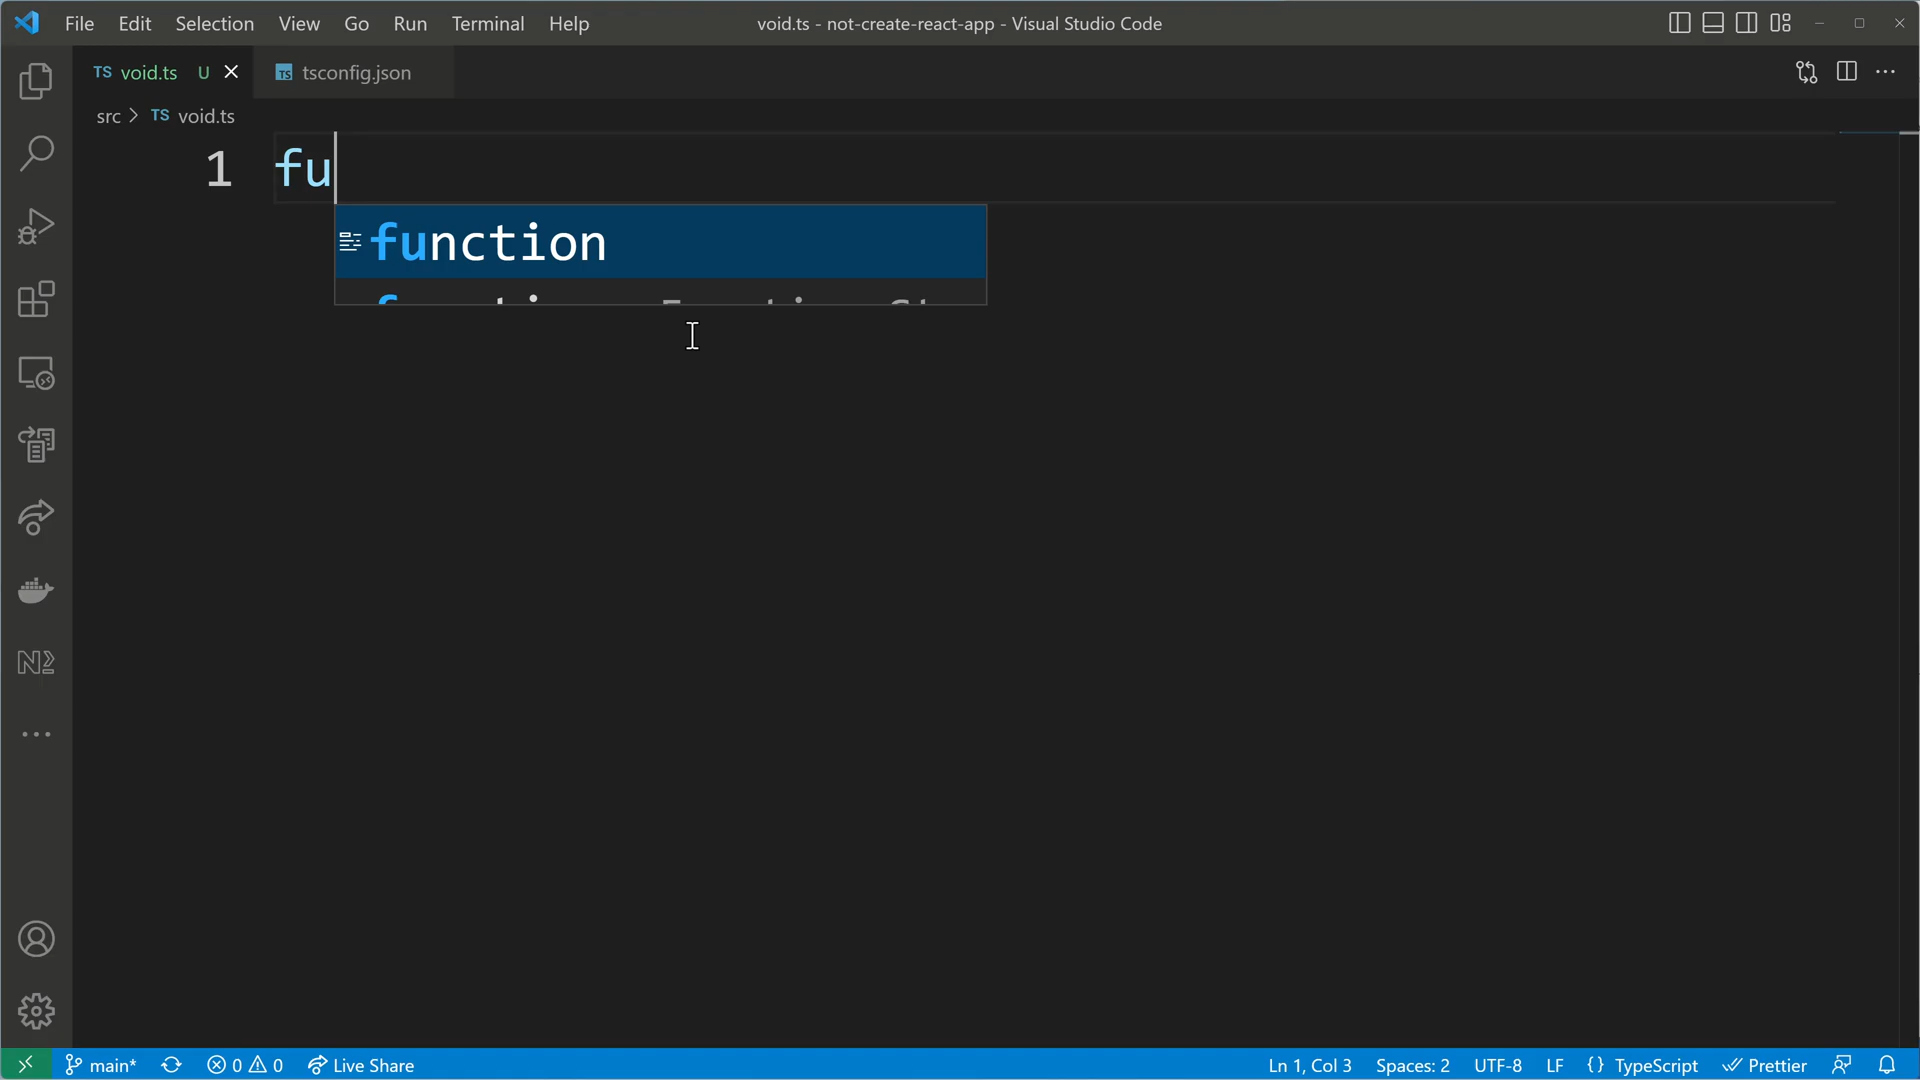 File Edit Selection View Go Run Terminal Help
void.ts - not-create-react-app - Visual Studio Code
TS void.ts U
TS tsconfig.json
src > TS void.ts
1 fu
function
main*
0 0
Live Share
Ln 1, Col 3
Spaces: 2
UTF-8
LF
{ } TypeScript
Prettier